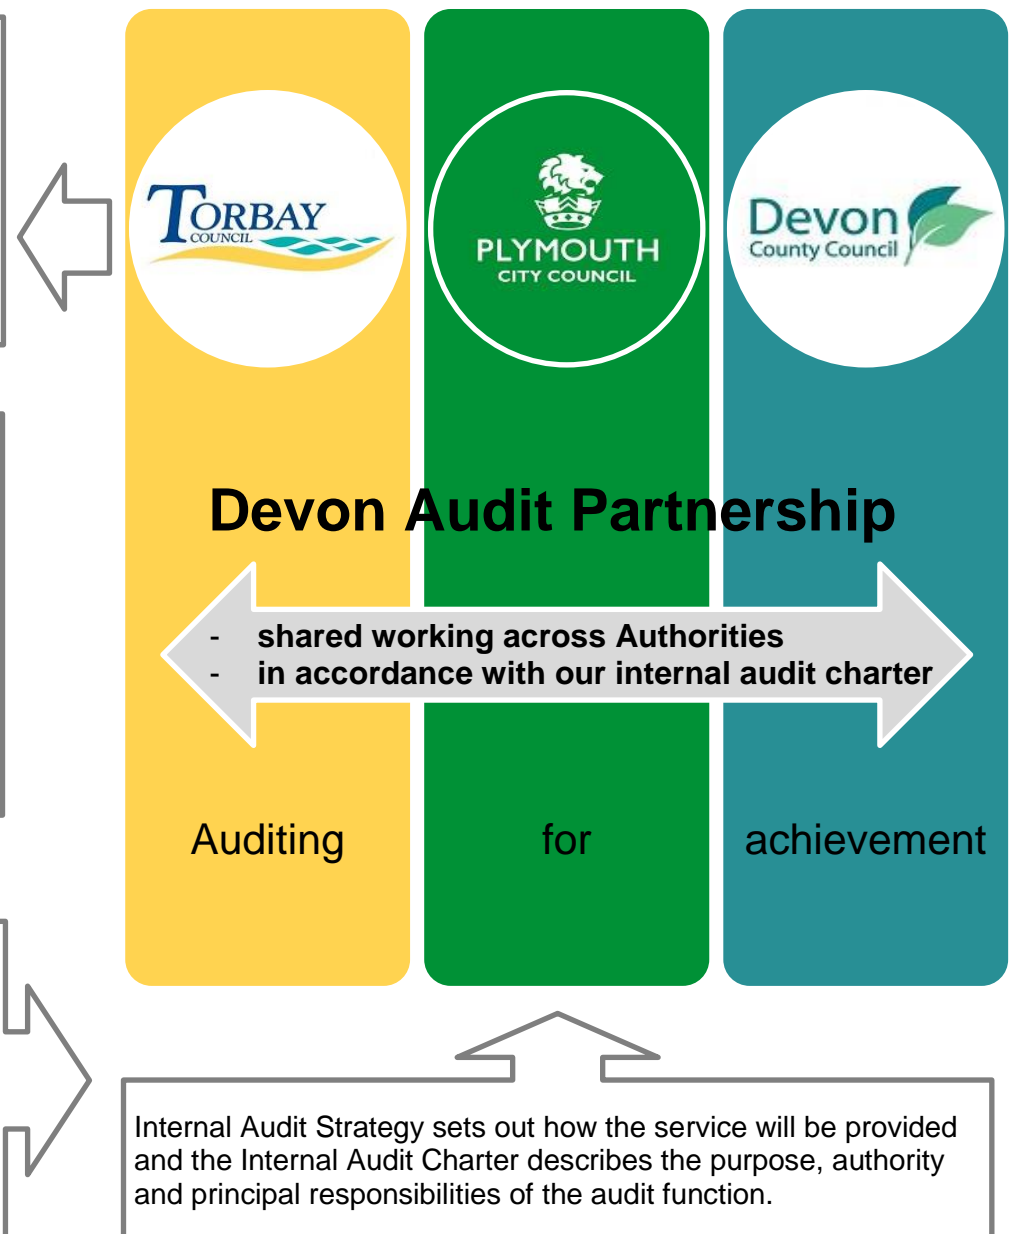 TORBAY
COUNCIL
PLYMOUTH
CITY COUNCIL
Devon
County Council
Devon Audit Partnership
- shared working across Authorities
- in accordance with our internal audit charter
Auditing for achievement
Internal Audit Strategy sets out how the service will be provided
and the Internal Audit Charter describes the purpose, authority
and principal responsibilities of the audit function.